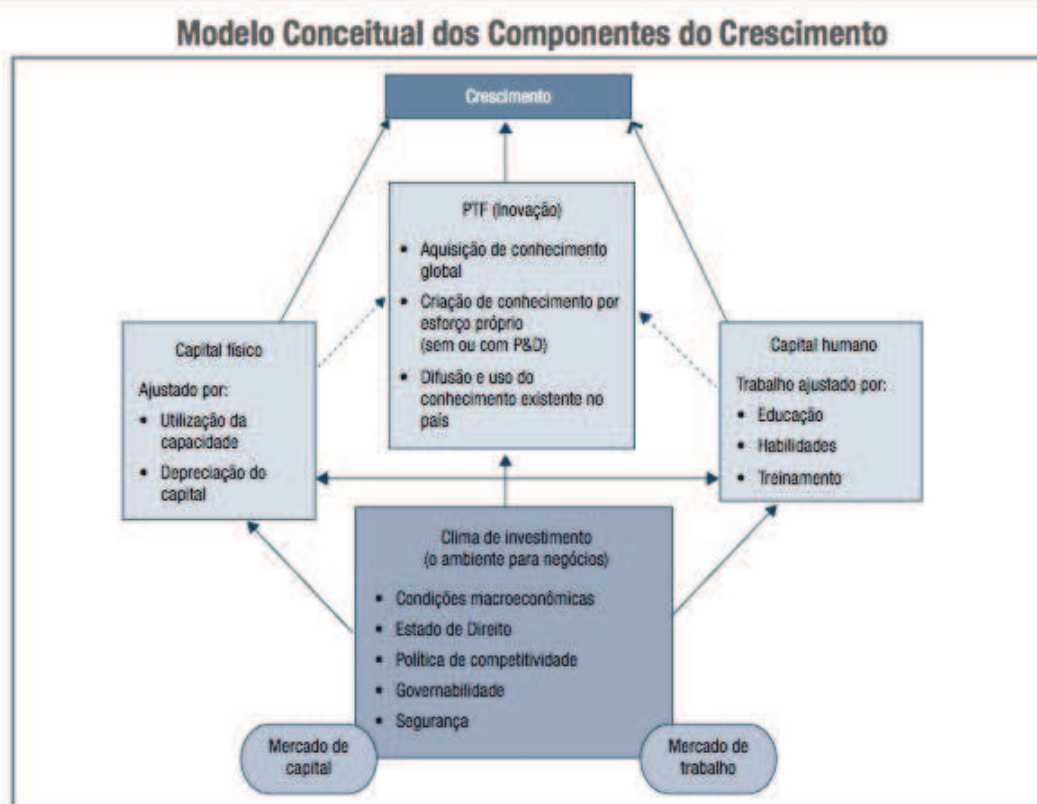 Modelo Conceitual dos Componentes do Crescimento
Crescimento
PTF (Inovação)
• Aquisição de conhecimento
global
• Criação de conhecimento por
esforço próprio
(sem ou com P&D)
• Difusão e uso do
conhecimento existente no
país
Capital físico
Ajustado por:
• Utilização da
capacidade
• Depreciação do
capital
Capital humano
Trabalho ajustado por:
• Educação
• Habilidades
• Treinamento
Clima de investimento
(o ambiente para negócios)
• Condições macroeconômicas
• Estado de Direito
• Política de competitividade
• Governabilidade
• Segurança
Mercado de
capital
Mercado de
trabalho